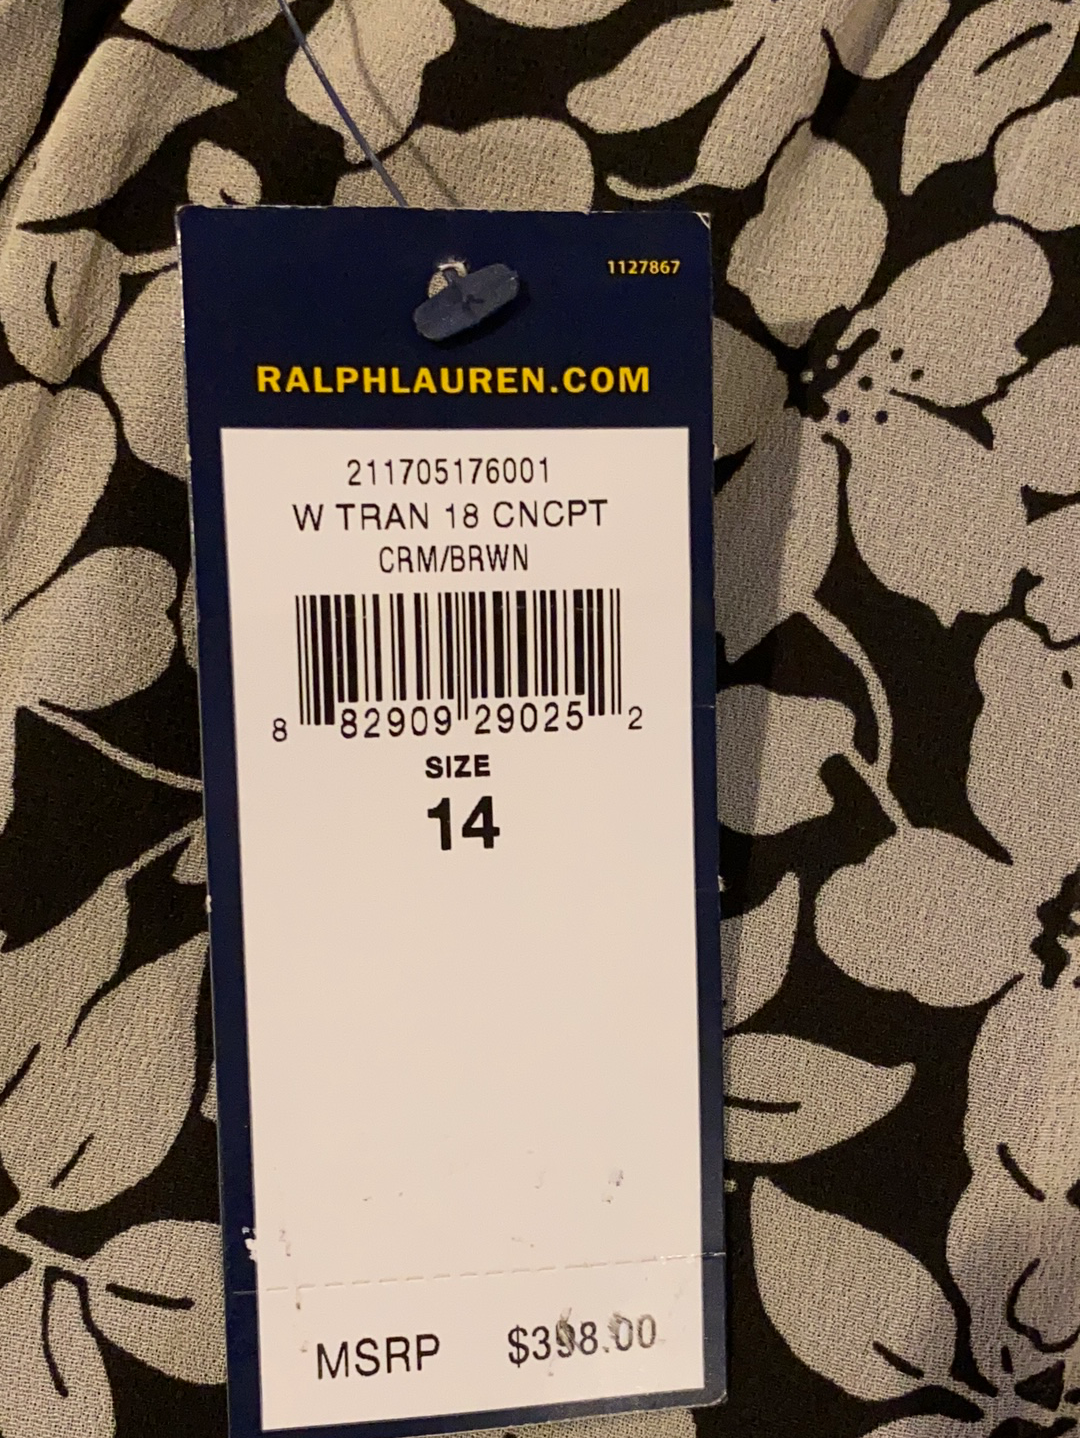 1127867
RALPHLAUREN.COM
211705176001
W TRAN 18 CNCPT
CRM/BRWN
8 82909 29025 2
SIZE
14
MSRP $398.00